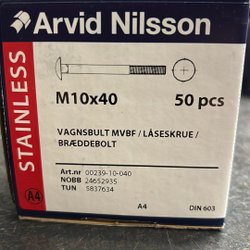 Arvid Nilsson
STAINLESS
A4
M10x40 50 pcs
VAGNSBULT MVBF / LÅSESKRUE /
BRÆDDEBOLT
Art.nr 00239-10-040
NOBB 24652935
TUN 5837634
A4 DIN 603